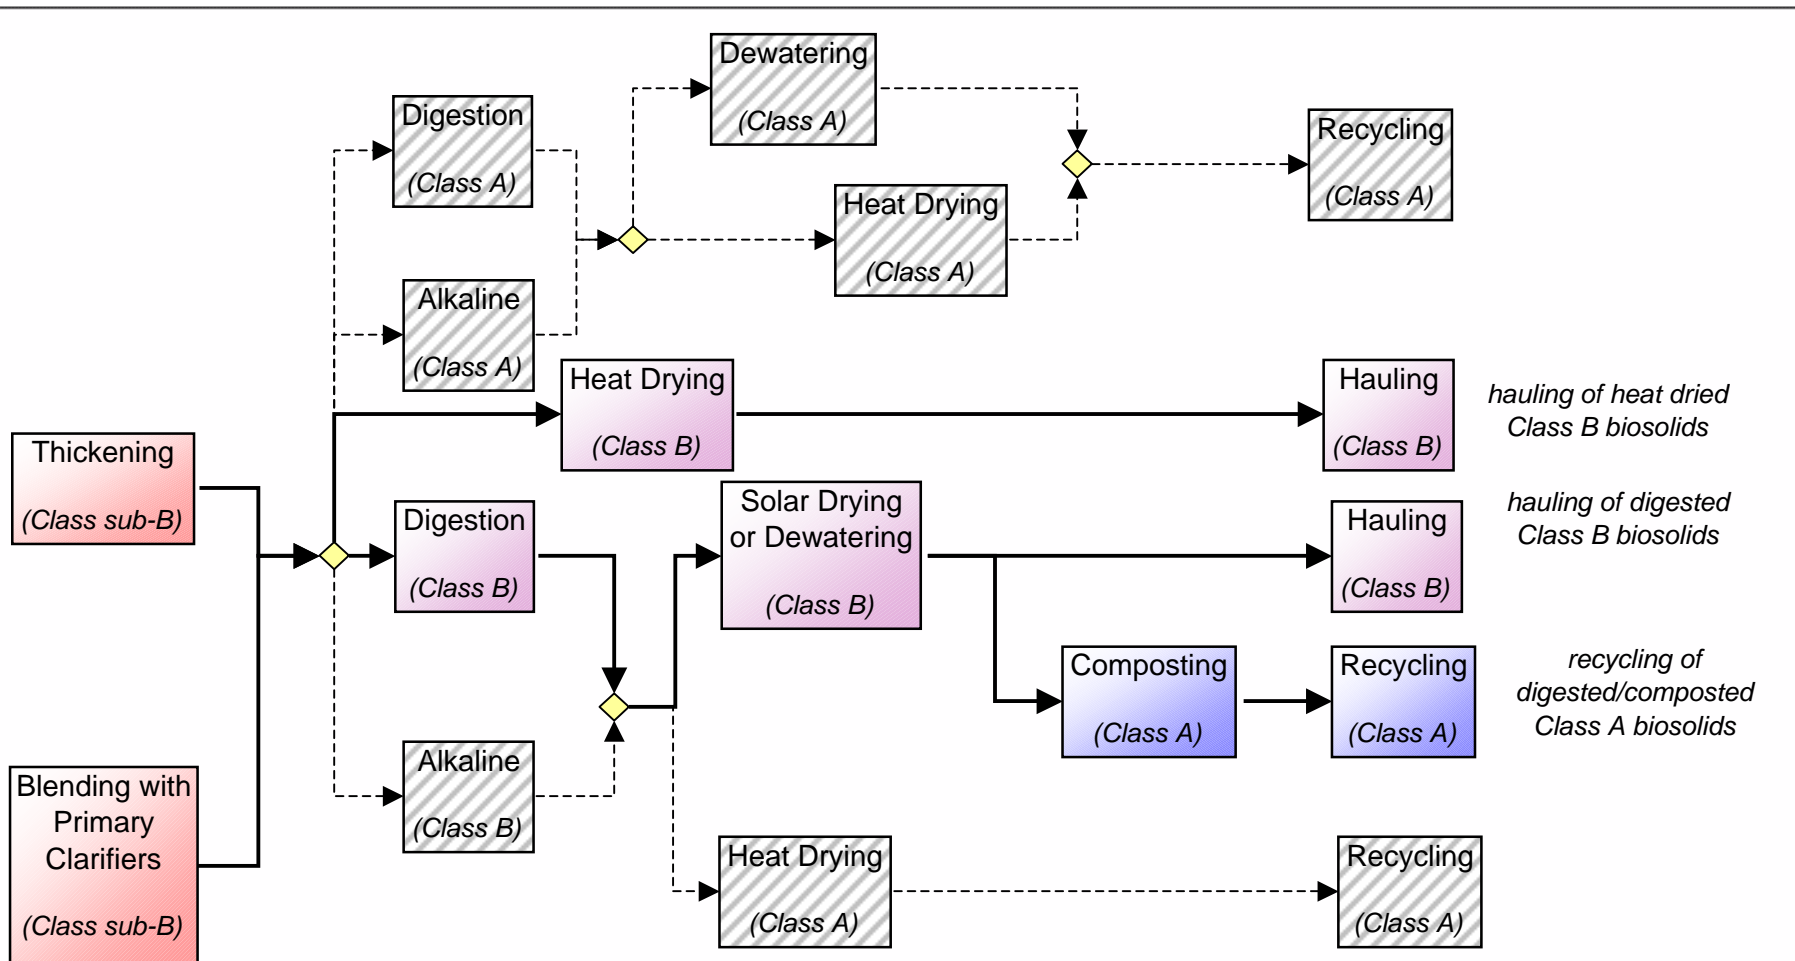 Dewatering
(Class A)
Digestion
(Class A)
Recycling
(Class A)
Heat Drying
(Class A)
Alkaline
(Class A)
Heat Drying
(Class B)
Hauling
(Class B)
hauling of heat dried
Class B biosolids
Thickening
(Class sub-B)
Digestion
(Class B)
Solar Drying
or Dewatering
(Class B)
Hauling
(Class B)
hauling of digested
Class B biosolids
Composting
(Class A)
Recycling
(Class A)
recycling of
digested/composted
Class A biosolids
Blending with
Primary
Clarifiers
(Class sub-B)
Alkaline
(Class B)
Heat Drying
(Class A)
Recycling
(Class A)